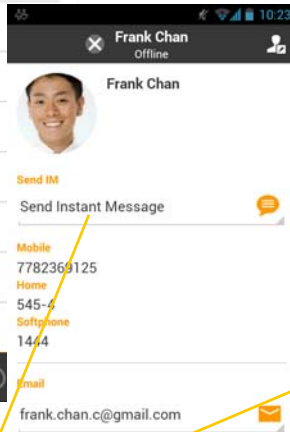 10:23
Frank Chan
Offline
Frank Chan
Send IM
Send Instant Message
Mobile
7782369125
Home
545-4
Softphone
1444
Email
frank.chan.c@gmail.com